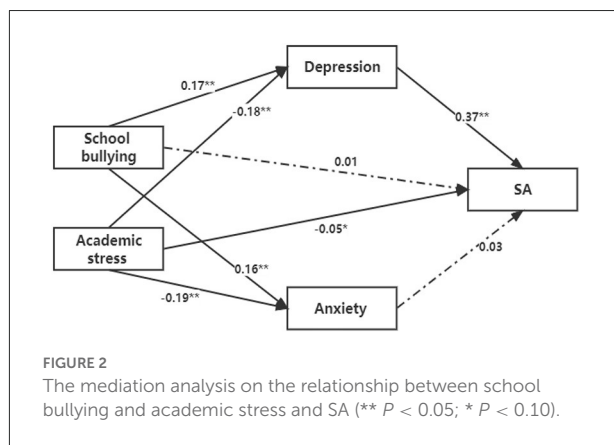 Depression
0.17**
-0.18**
0.37**
School
bullying
0.01
SA
Academic
stress
-0.05*
0.03
0.16**
-0.19**
Anxiety
FIGURE 2
The mediation analysis on the relationship between school
bullying and academic stress and SA (** P < 0.05; * P < 0.10).